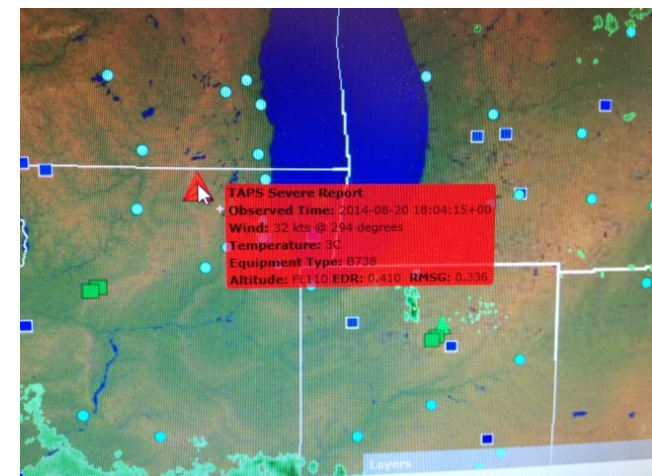 TAPS Severe Report
Observed Time: 2014-08-20 18:04:15+00
Wind: 32 kts @ 294 degrees
Temperature: 3C
Equipment Type: B738
Altitude: FL110 EDR: 0.410 RMSG: 0.336
Layers